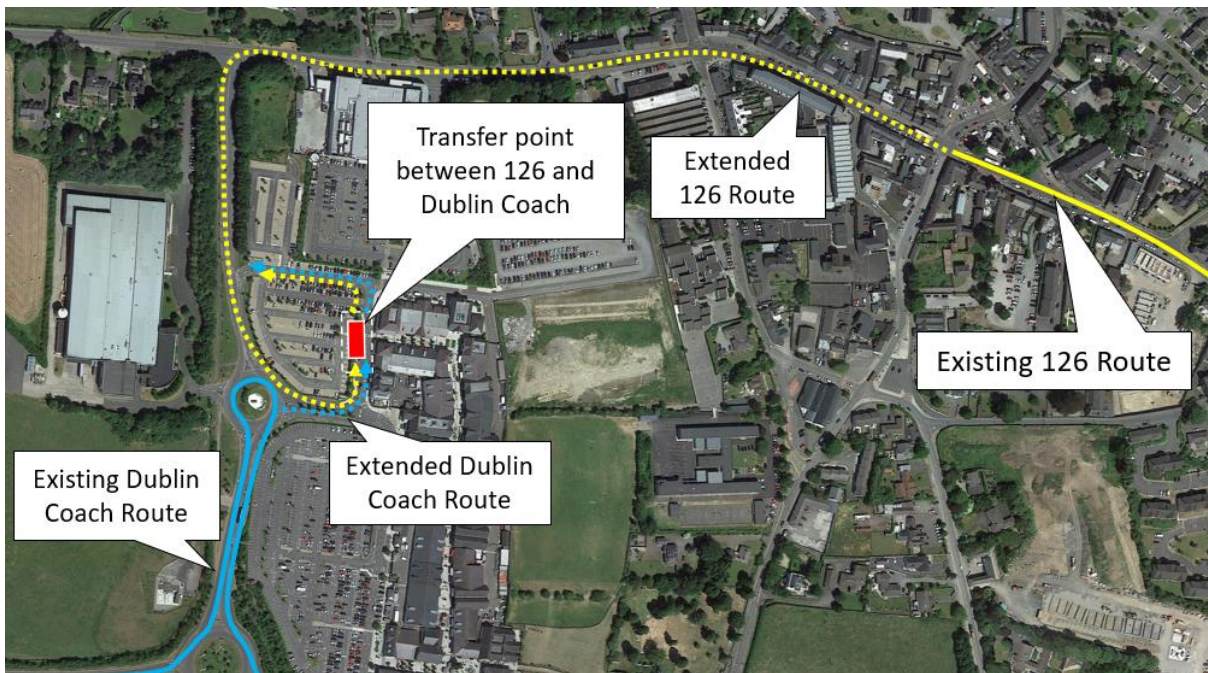 Transfer point
between 126 and
Dublin Coach
Extended
126 Route
Existing 126 Route
Existing Dublin
Coach Route
Extended Dublin
Coach Route